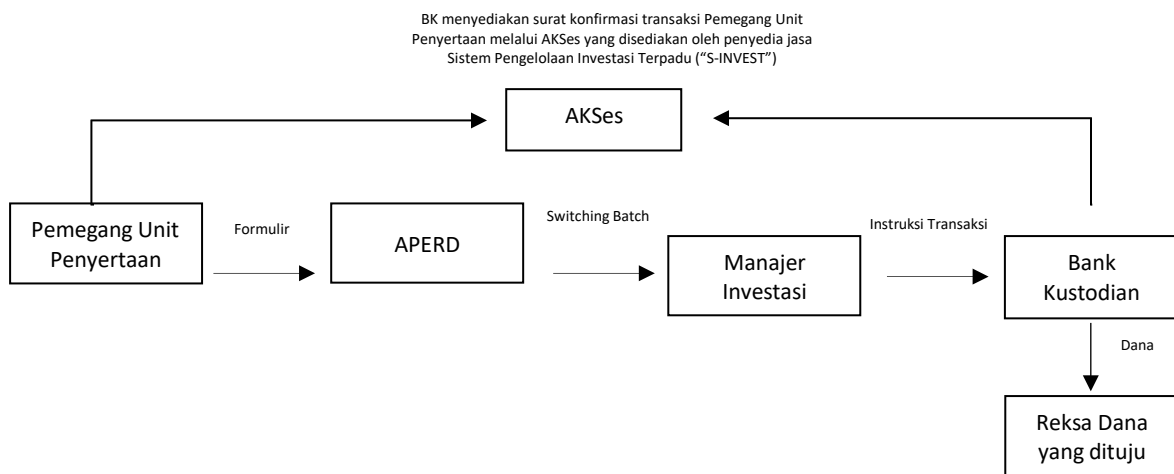 BK menyediakan surat konfirmasi transaksi Pemegang Unit
Penyertaan melalui AKSes yang disediakan oleh penyedia jasa
Sistem Pengelolaan Investasi Terpadu (“S-INVEST”)
AKSes
Pemegang Unit
Penyertaan
Formulir
APERD
Switching Batch
Manajer
Investasi
Instruksi Transaksi
Bank
Kustodian
Dana
Reksa Dana
yang dituju